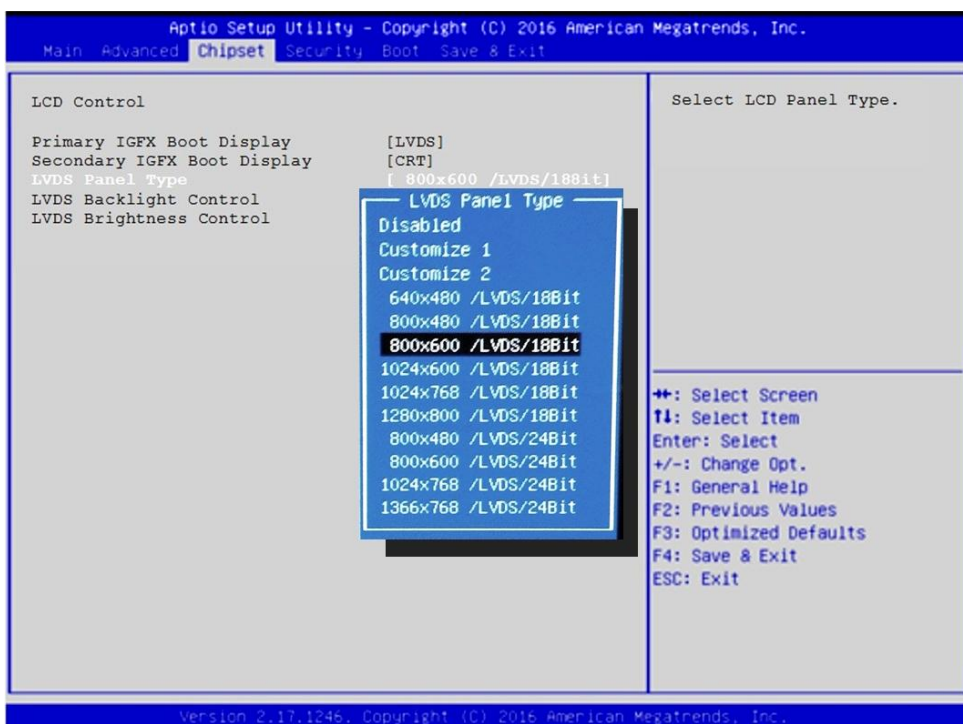 Aptio Setup Utility - Copyright (C) 2016 American Megatrends, Inc.
Main Advanced Chipset Security Boot Save & Exit
LCD Control
Primary IGFX Boot Display [LVDS]
Secondary IGFX Boot Display [CRT]
LVDS Panel Type [ 800x600 /LVDS/188it]
LVDS Backlight Control
LVDS Brightness Control
LVDS Panel Type
Disabled
Customize 1
Customize 2
640x480 /LVDS/18Bit
800x480 /LVDS/18Bit
800x600 /LVDS/18Bit
1024x600 /LVDS/18Bit
1024x768 /LVDS/18Bit
1280x800 /LVDS/18Bit
800x480 /LVDS/24Bit
800x600 /LVDS/24Bit
1024x768 /LVDS/24Bit
1366x768 /LVDS/24Bit
Select LCD Panel Type.
→←: Select Screen
↑↓: Select Item
Enter: Select
+/-: Change Opt.
F1: General Help
F2: Previous Values
F3: Optimized Defaults
F4: Save & Exit
ESC: Exit
Version 2.17.1246. Copyright (C) 2016 American Megatrends, Inc.